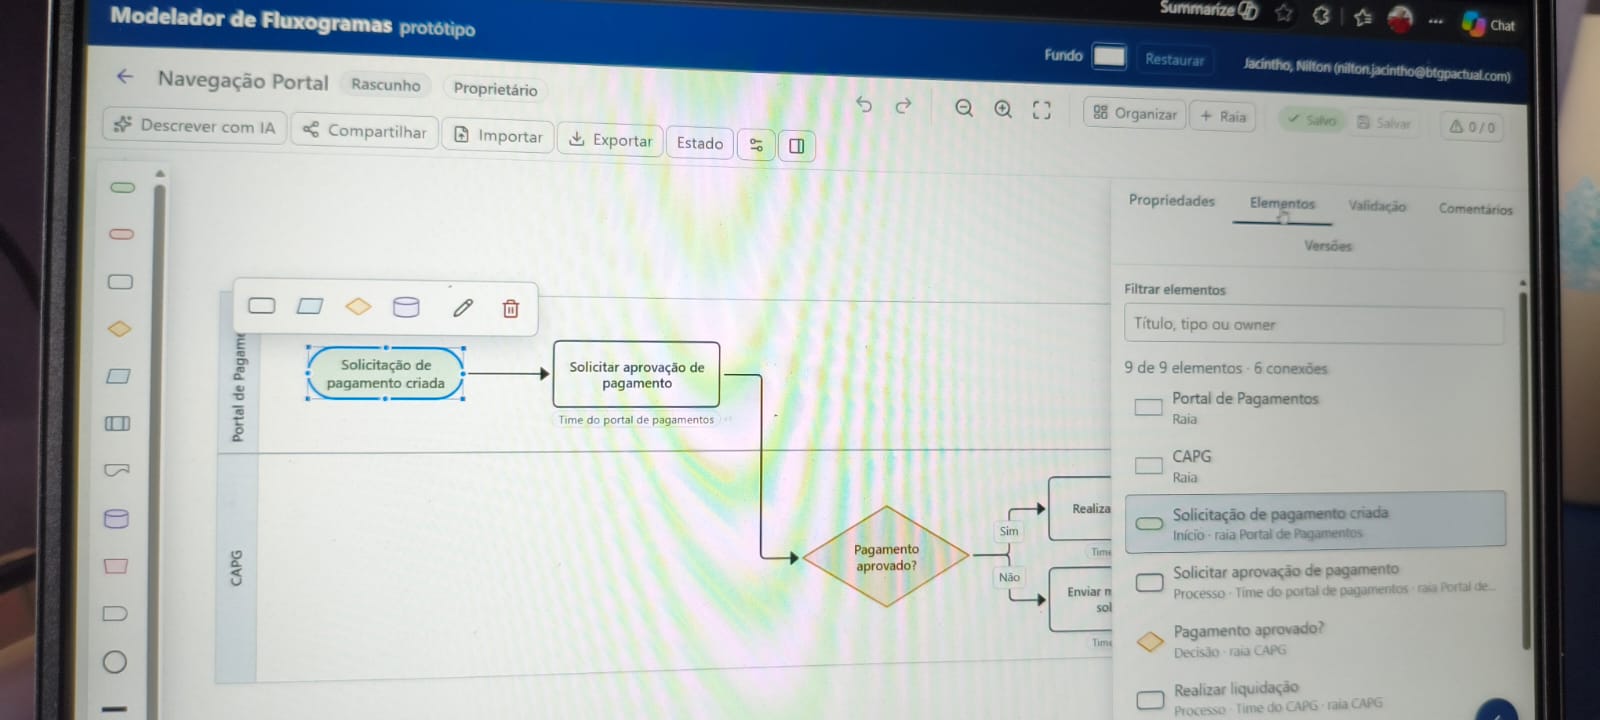 Summarize
Chat
Modelador de Fluxogramas protótipo
Fundo
Restaurar
Jacintho, Nilton (nilton.jacintho@btgpactual.com)
Navegação Portal
Rascunho
Proprietário
Organizar
+ Raia
Salvo
Salvar
0 / 0
Descrever com IA
Compartilhar
Importar
Exportar
Estado
Propriedades
Elementos
Validação
Comentários
Versões
Filtrar elementos
Título, tipo ou owner
9 de 9 elementos · 6 conexões
Portal de Pagamentos
Raia
CAPG
Raia
Solicitação de pagamento criada
Início · raia Portal de Pagamentos
Solicitar aprovação de pagamento
Processo · Time do portal de pagamentos · raia Portal de...
Pagamento aprovado?
Decisão · raia CAPG
Realizar liquidação
Processo · Time do CAPG · raia CAPG
Portal de Pagame
Solicitação de
pagamento criada
Solicitar aprovação de
pagamento
Time do portal de pagamentos
CAPG
Pagamento
aprovado?
Sim
Não
Realiza
Time
Enviar n
sol
Time